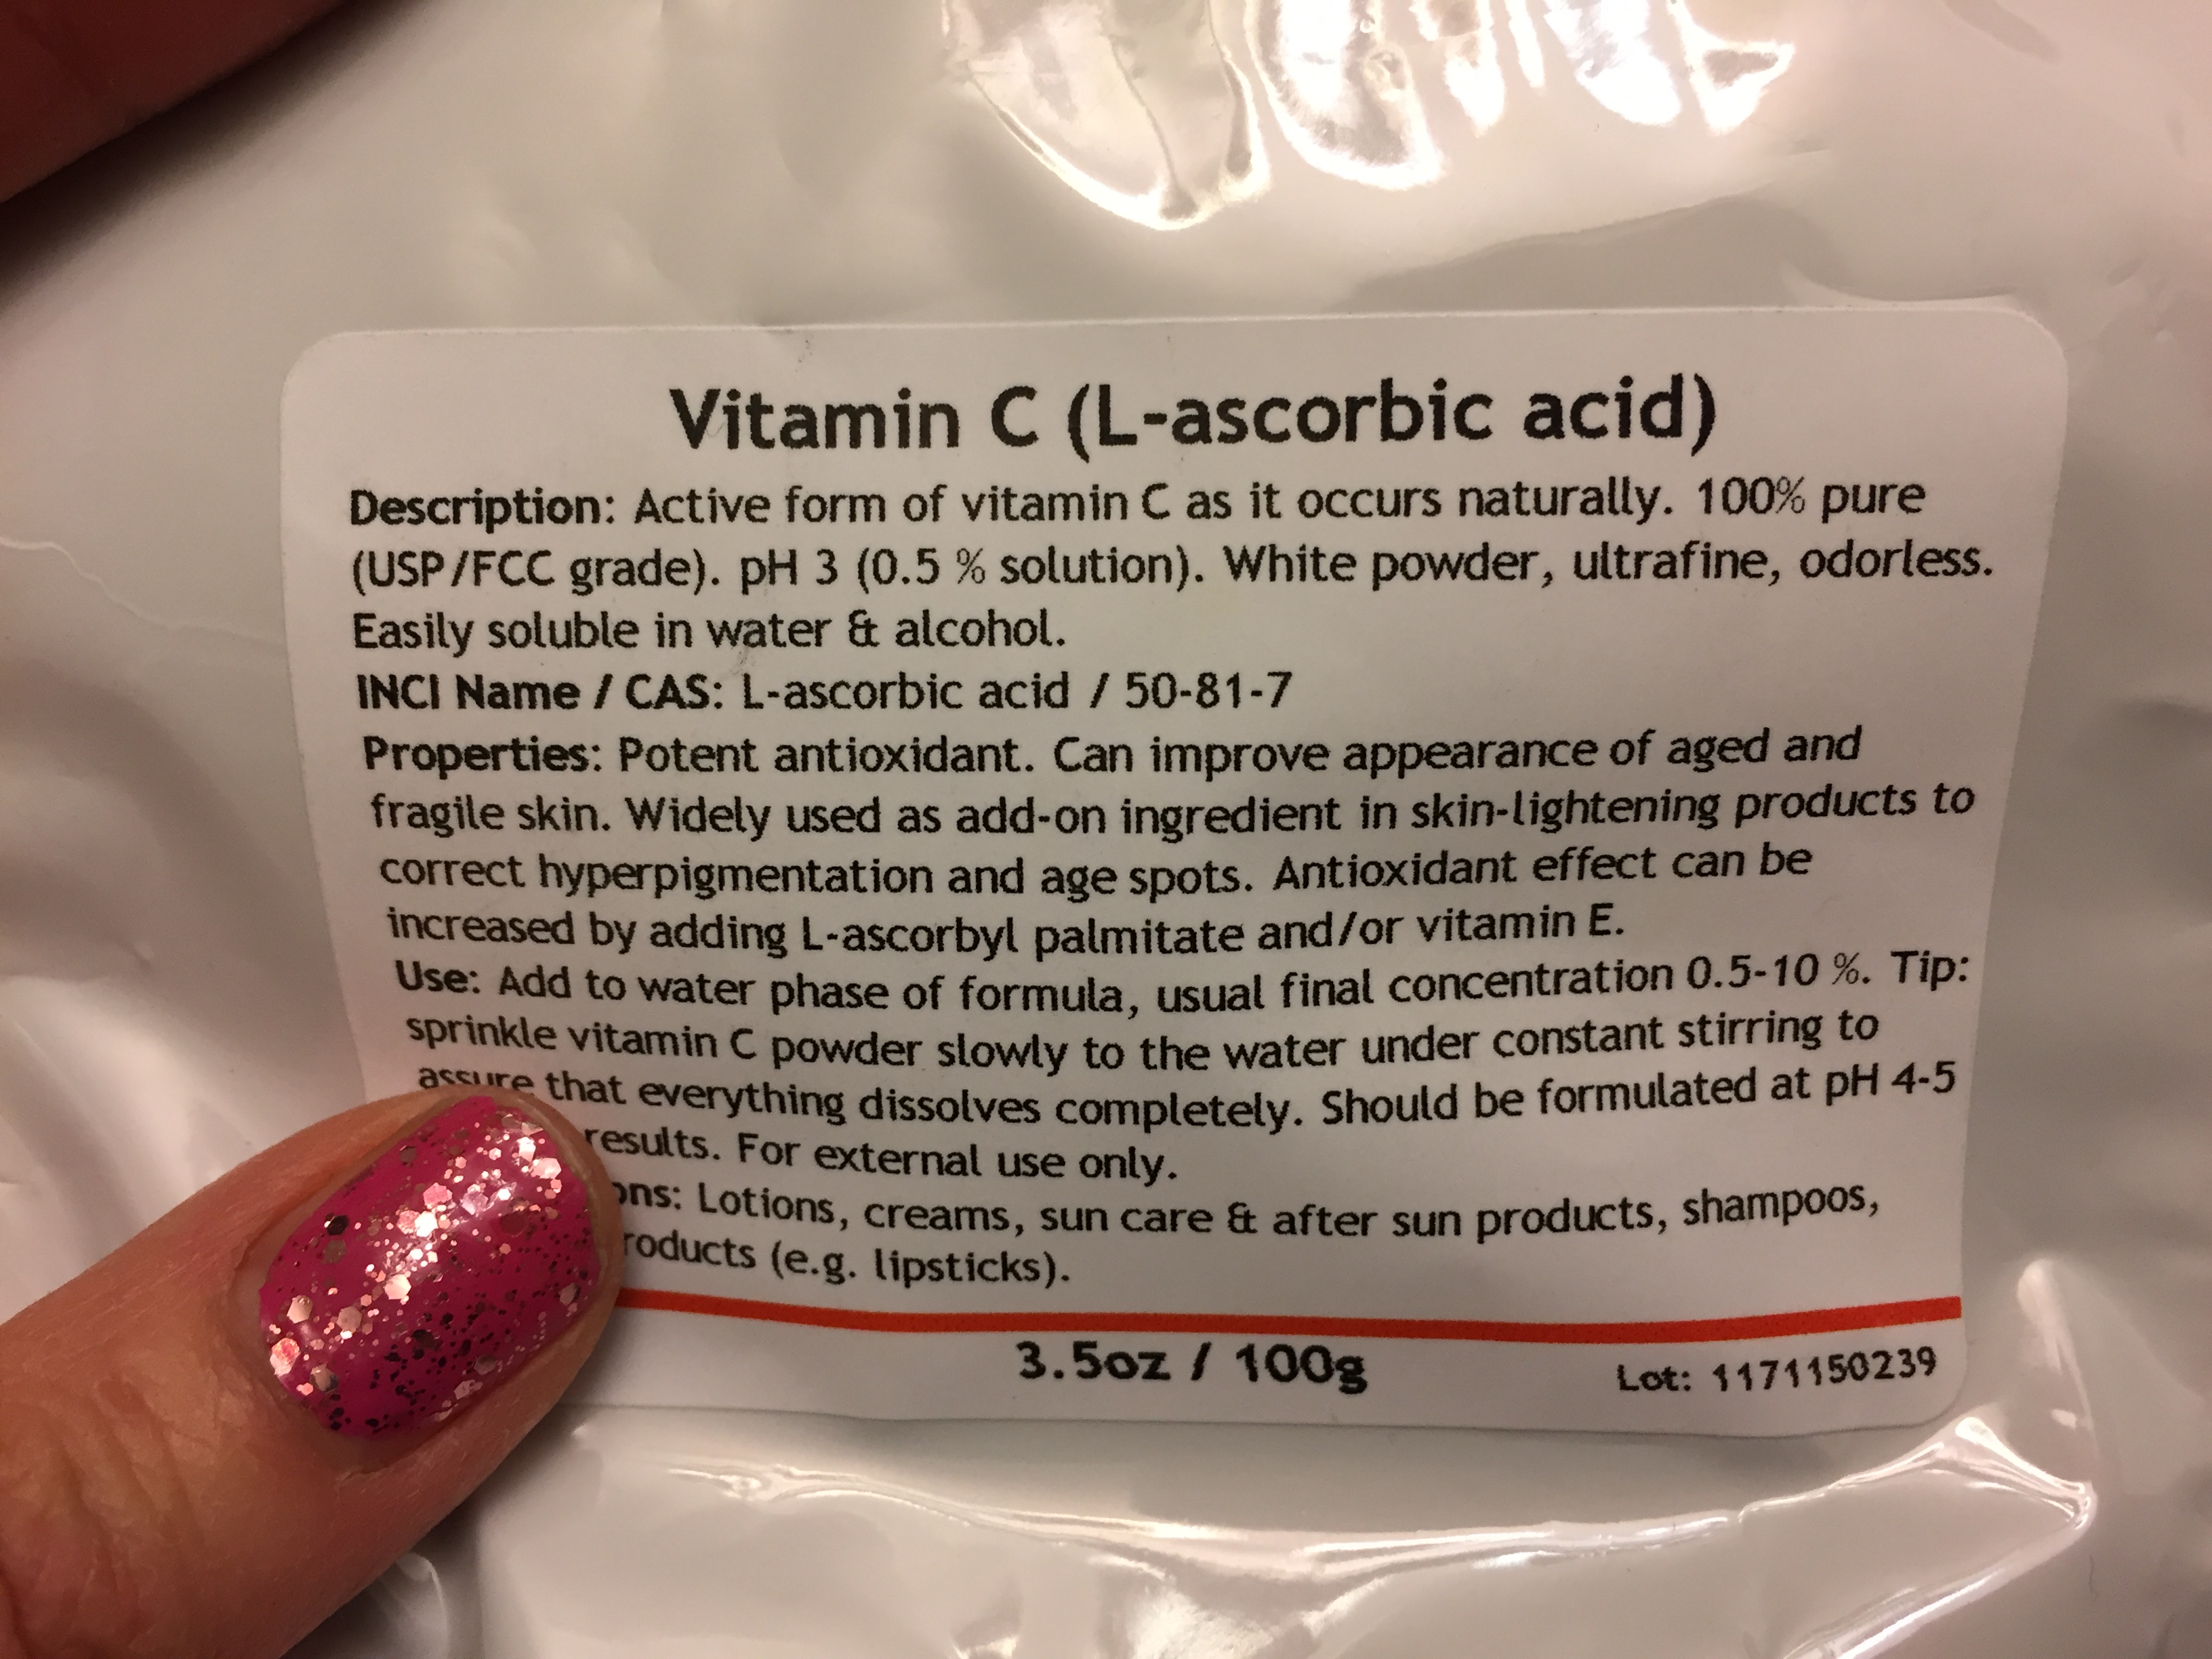 Vitamin C (L-ascorbic acid)
Description: Active form of vitamin C as it occurs naturally. 100% pure
(USP/FCC grade). pH 3 (0.5 % solution). White powder, ultrafine, odorless.
Easily soluble in water & alcohol.
INCI Name / CAS: L-ascorbic acid / 50-81-7
Properties: Potent antioxidant. Can improve appearance of aged and
fragile skin. Widely used as add-on ingredient in skin-lightening products to
correct hyperpigmentation and age spots. Antioxidant effect can be
increased by adding L-ascorbyl palmitate and/or vitamin E.
Use: Add to water phase of formula, usual final concentration 0.5-10 %. Tip:
sprinkle vitamin C powder slowly to the water under constant stirring to
assure that everything dissolves completely. Should be formulated at pH 4-5
results. For external use only.
Lotions, creams, sun care & after sun products, shampoos,
(e.g. lipsticks).
3.5oz / 100g
Lot: 1171150239